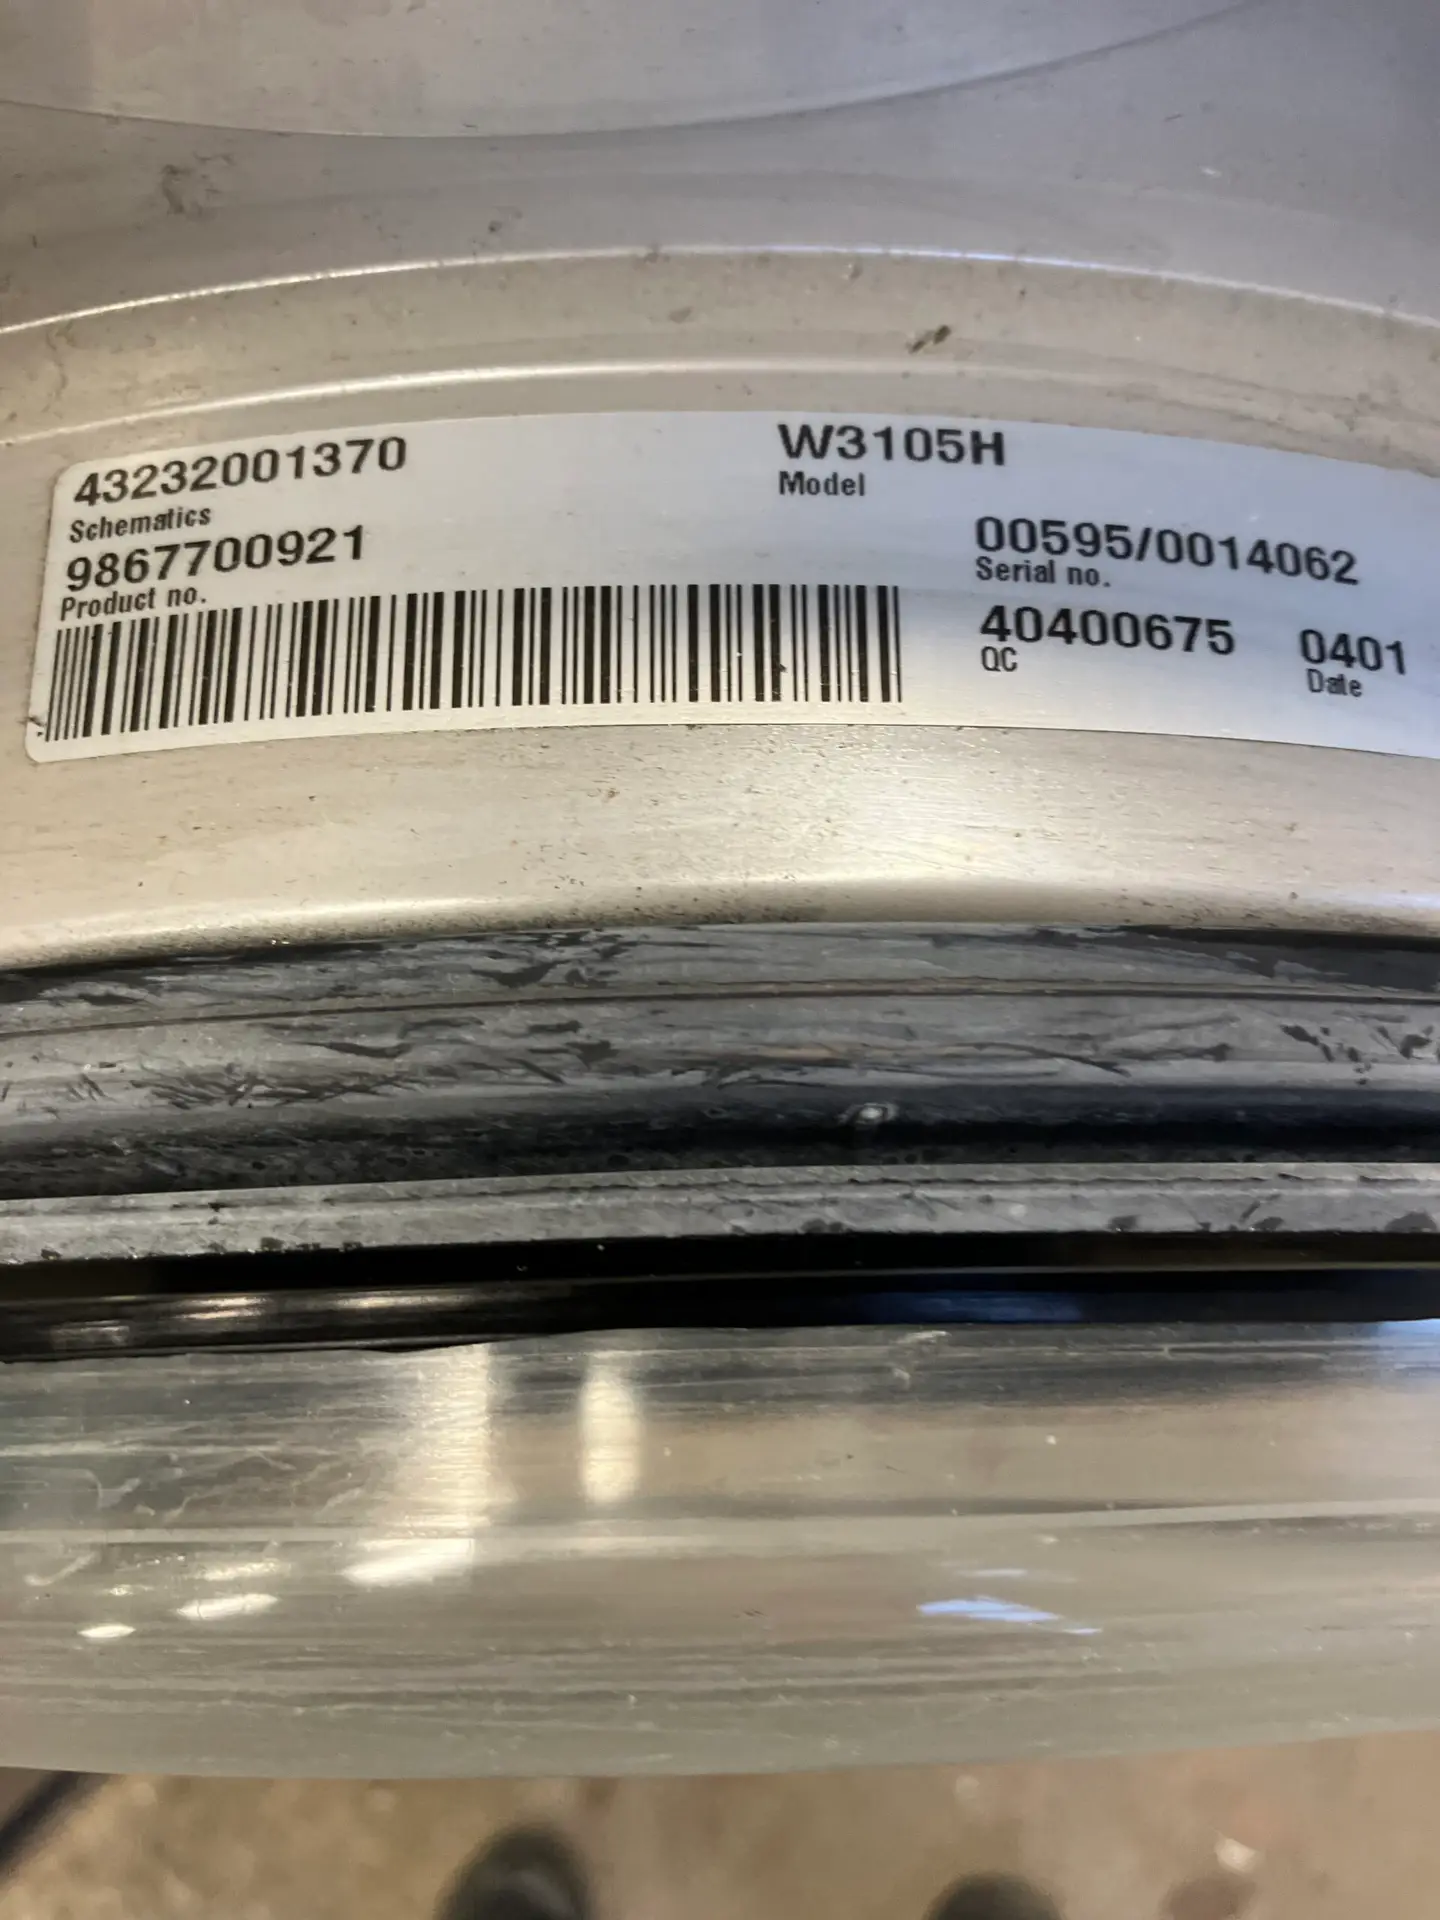 43232001370
Schematics
9867700921
Product no.
W3105H
Model
00595/0014062
Serial no.
40400675 0401
QC Date